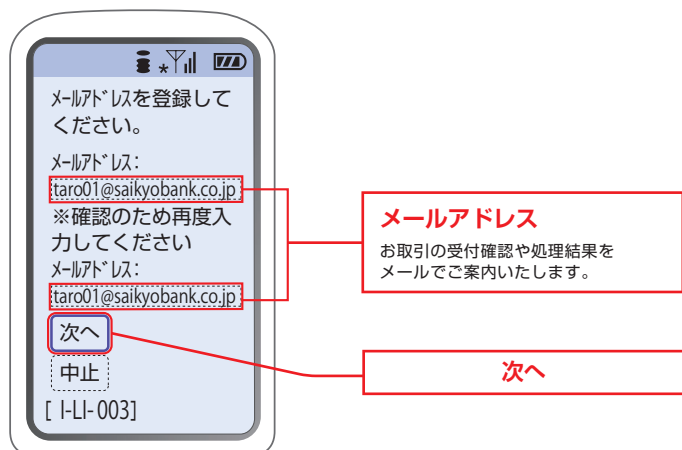 ﾒｰﾙｱﾄﾞﾚｽを登録して
ください。
ﾒｰﾙｱﾄﾞﾚｽ：
taro01@saikyobank.co.jp
※確認のため再度入
力してください
ﾒｰﾙｱﾄﾞﾚｽ：
taro01@saikyobank.co.jp
次へ
中止
[ I-LI-003]
メールアドレス
お取引の受付確認や処理結果を
メールでご案内いたします。
次へ